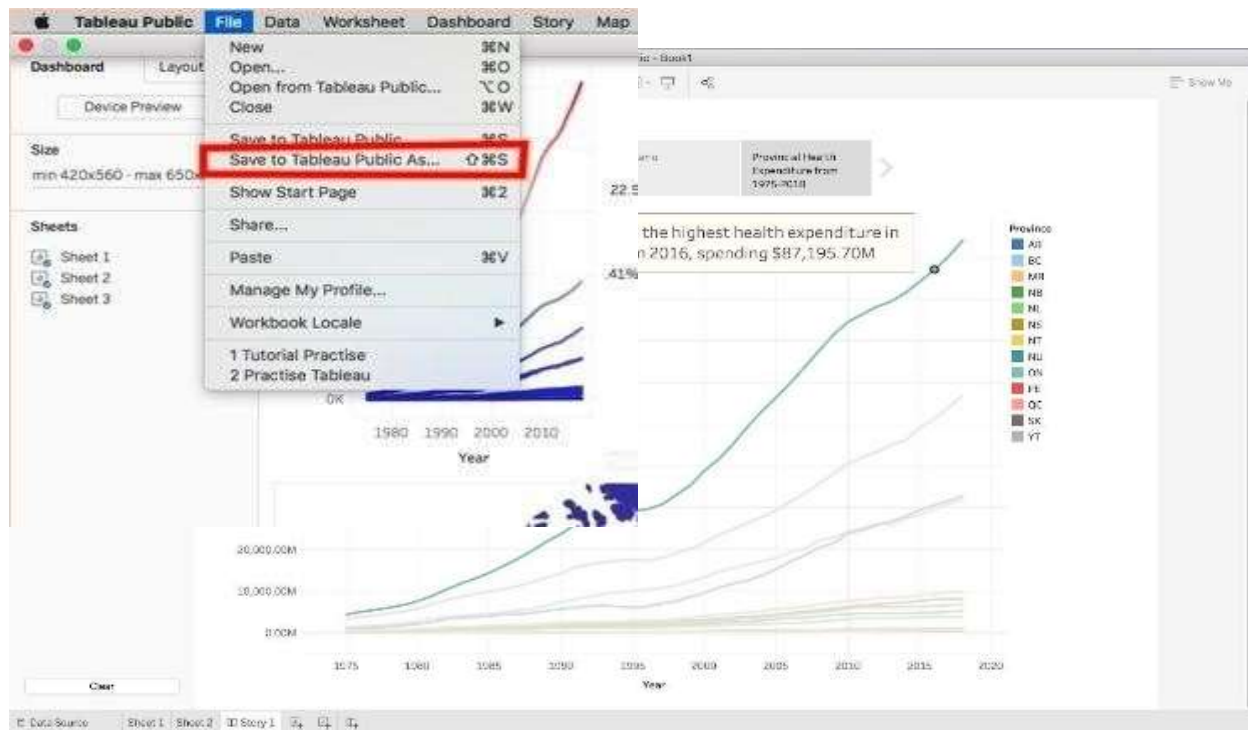 Tableau Public File Data Worksheet Dashboard Story Map
Dashboard Layout
Device Preview
Size
min 420x560 - max 650x
Sheets
Sheet 1
Sheet 2
Sheet 3
New ⌘N
Open... ⌘O
Open from Tableau Public... ⌥O
Close ⌘W
Save to Tableau Public ⌘S
Save to Tableau Public As... ⇧⌘S
Show Start Page ⌘2
Share...
Paste ⌘V
Manage My Profile...
Workbook Locale
1 Tutorial Practise
2 Practise Tableau
0K
1980 1990 2000 2010
Year
22
41%
- Book1
Show Me
Provincial Health
Expenditure from
1975-2018
the highest health expenditure in
2016, spending $87,195.70M
Province
AB
BC
MB
NB
NL
NS
NT
NU
ON
PE
QC
SK
YT
20,000.00M
10,000.00M
0.00M
1975 1980 1985 1990 1995 2000 2005 2010 2015 2020
Year
Clear
Data Source Sheet 1 Sheet 2 Story 1